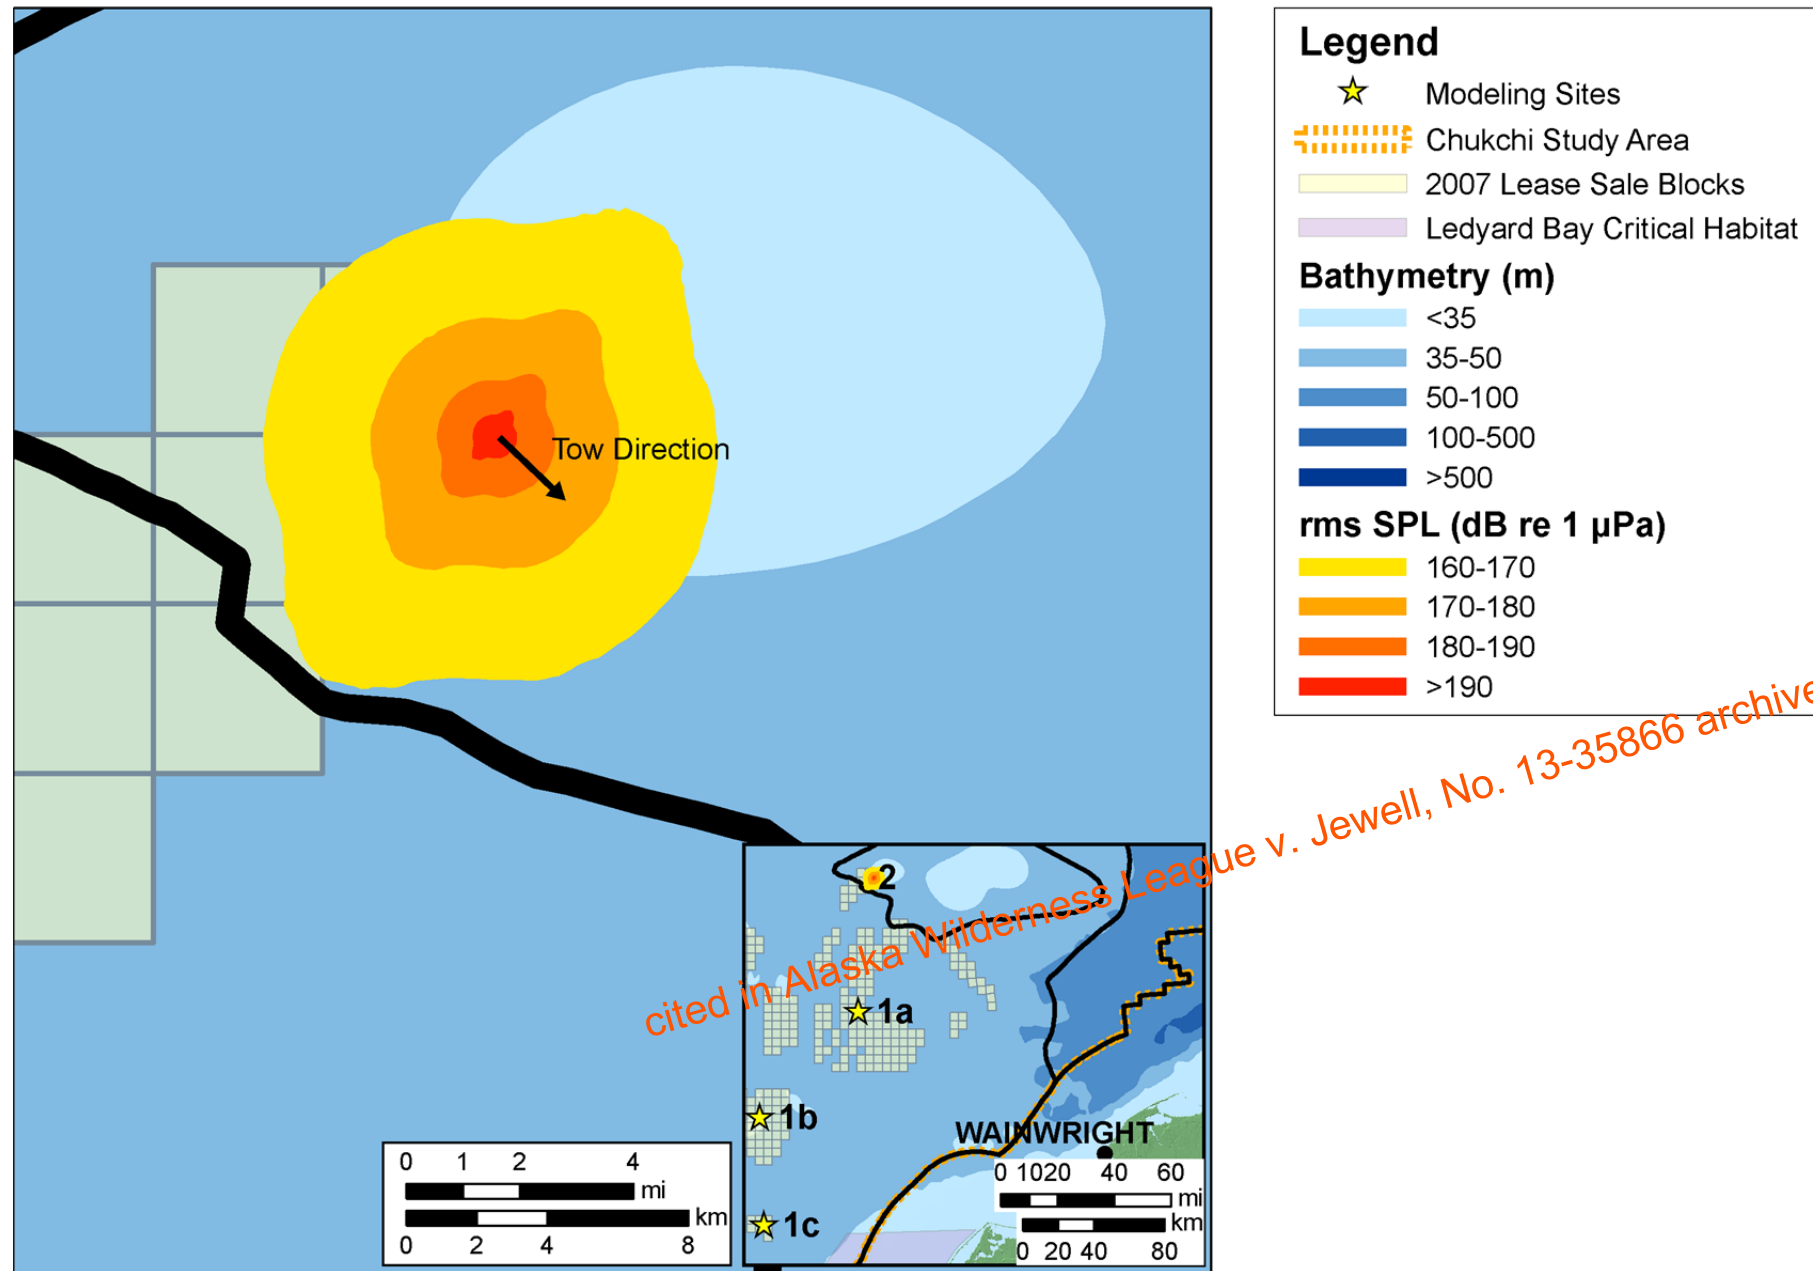 Tow Direction
0 1 2 4
mi
km
0 2 4 8
2
1a
1b
1c
WAINWRIGHT
0 10 20 40 60
mi
km
0 20 40 80
Legend
Modeling Sites
Chukchi Study Area
2007 Lease Sale Blocks
Ledyard Bay Critical Habitat
Bathymetry (m)
<35
35-50
50-100
100-500
>500
rms SPL (dB re 1 µPa)
160-170
170-180
180-190
>190
cited in Alaska Wilderness League v. Jewell, No. 13-35866 archive